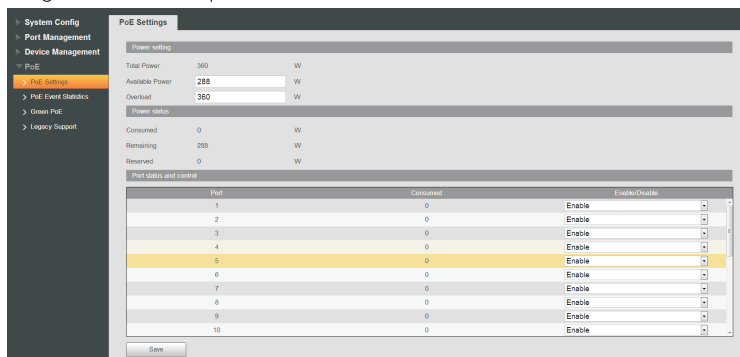 System Config
Port Management
Device Management
PoE
PoE Settings
PoE Event Statistics
Green PoE
Legacy Support
PoE Settings
Power setting
Total Power 360 W
Available Power 288 W
Overload 360 W
Power status
Consumed 0 W
Remaining 288 W
Reserved 0 W
Port status and control
Port Consumed Enable/Disable
1 0 Enable
2 0 Enable
3 0 Enable
4 0 Enable
5 0 Enable
6 0 Enable
7 0 Enable
8 0 Enable
9 0 Enable
10 0 Enable
Save